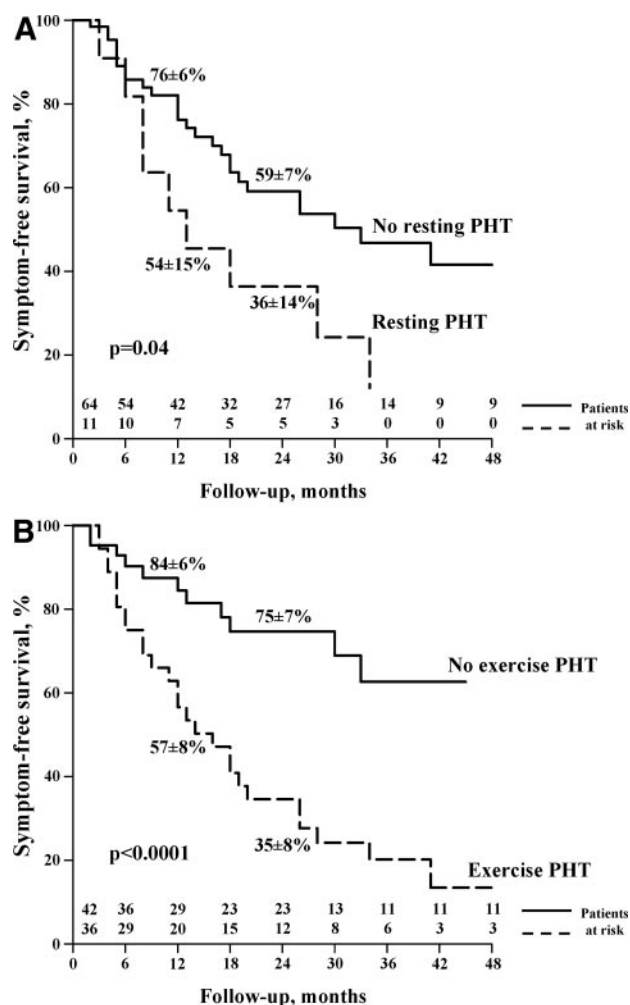 A
100
80
60
40
20
0
Symptom-free survival, %
76±6%
59±7%
No resting PHT
54±15%
36±14%
Resting PHT
p=0.04
64 54 42 32 27 16 14 9 9
11 10 7 5 5 3 0 0 0
Patients
at risk
0 6 12 18 24 30 36 42 48
Follow-up, months
B
100
80
60
40
20
0
Symptom-free survival, %
84±6%
75±7%
No exercise PHT
57±8%
35±8%
p<0.0001
Exercise PHT
42 36 29 23 23 13 11 11 11
36 29 20 15 12 8 6 3 3
Patients
at risk
0 6 12 18 24 30 36 42 48
Follow-up, months